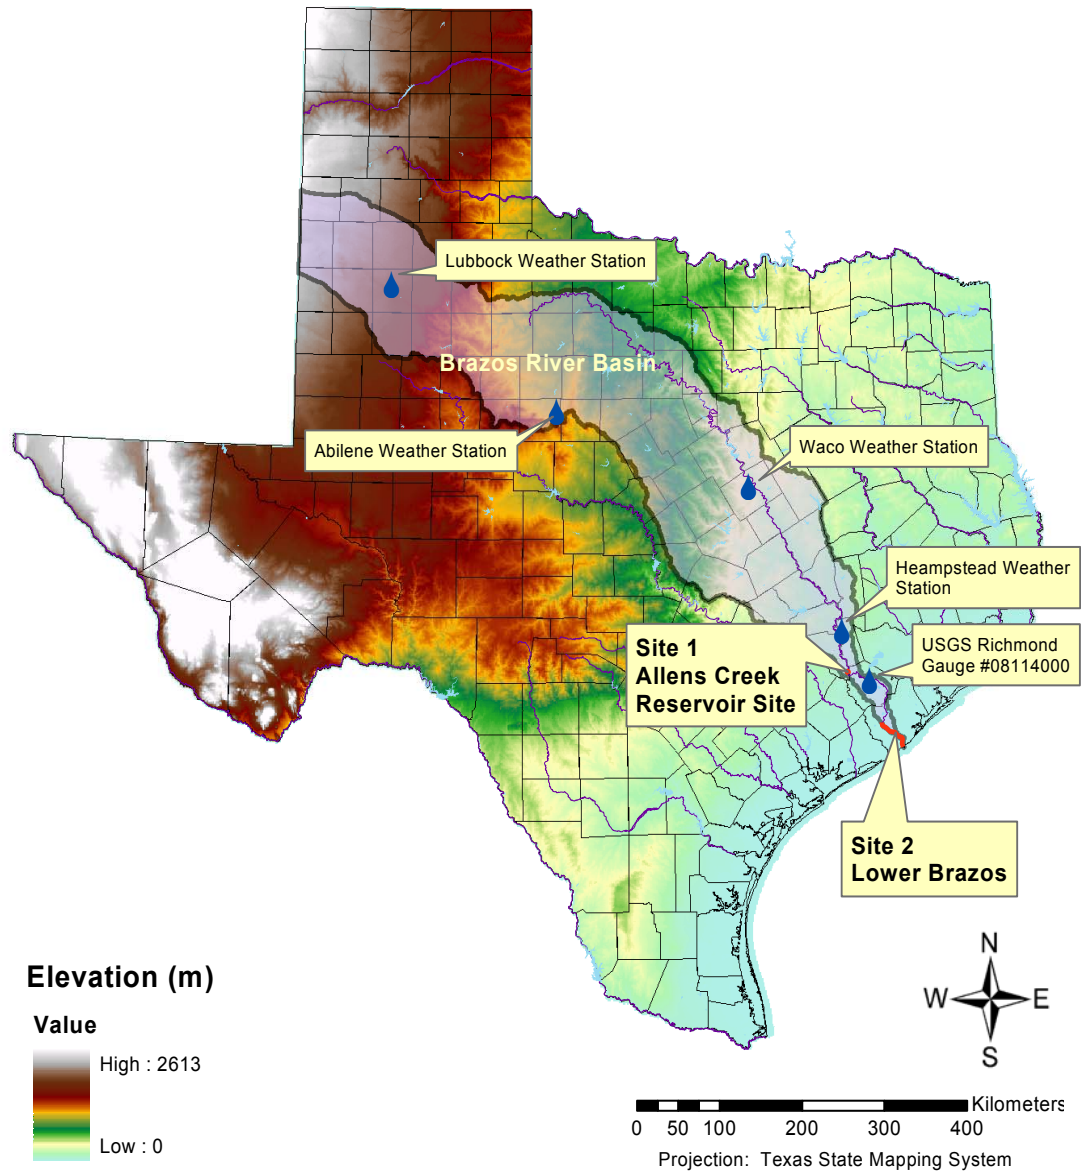 Lubbock Weather Station
Brazos River Basin
Abilene Weather Station
Waco Weather Station
Heampstead Weather
Station
Site 1
Allens Creek
Reservoir Site
USGS Richmond
Gauge #08114000
Site 2
Lower Brazos
Elevation (m)
Value
High : 2613
Low : 0
N
W E
S
Kilometers
0 50 100 200 300 400
Projection: Texas State Mapping System